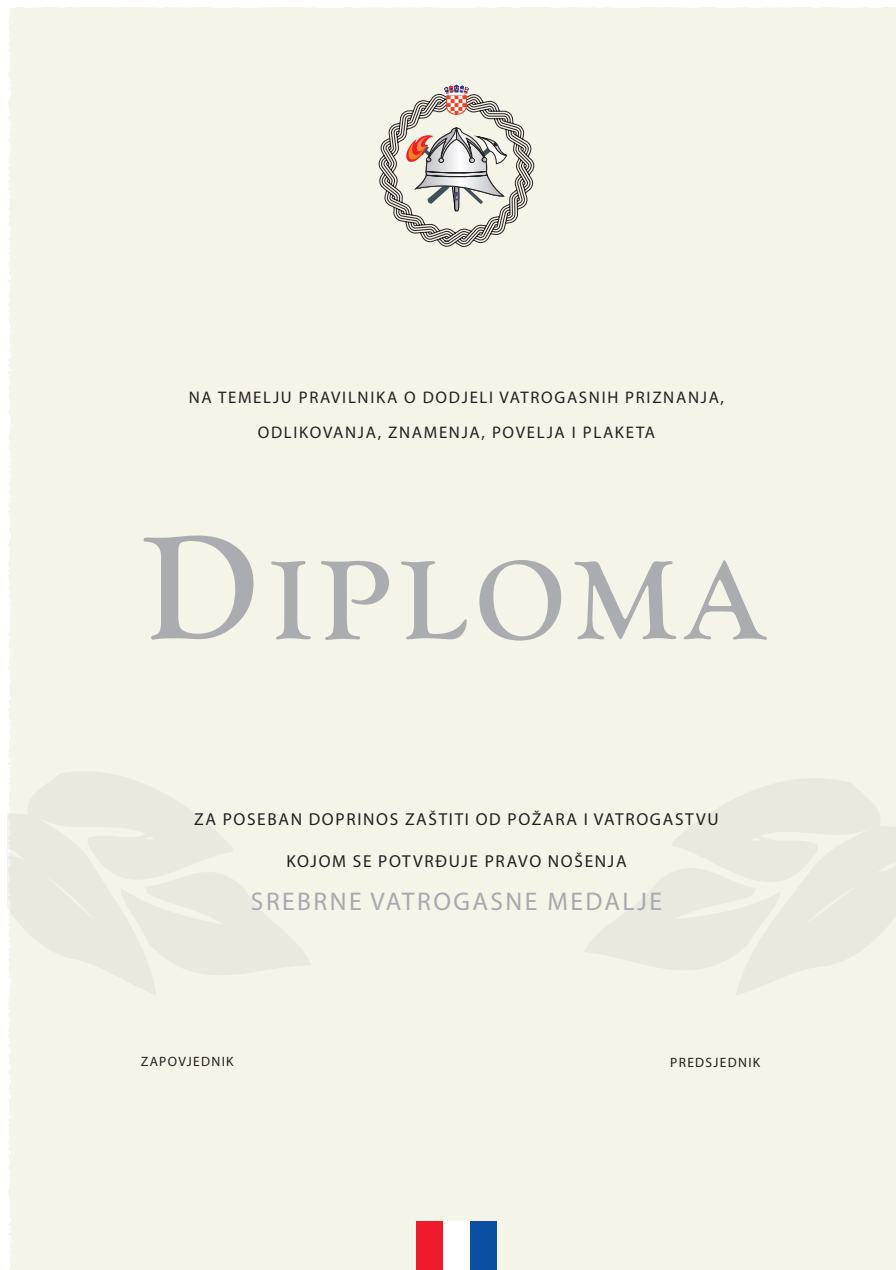 NA TEMELJU PRAVILNIKA O DODJELI VATROGASNIH PRIZNANJA,
ODLIKOVANJA, ZNAMENJA, POVELJA I PLAKETA
DIPLOMA
ZA POSEBAN DOPRINOS ZAŠTITI OD POŽARA I VATROGASTVU
KOJOM SE POTVRĐUJE PRAVO NOŠENJA
SREBRNE VATROGASNE MEDALJE
ZAPOVJEDNIK PREDSJEDNIK